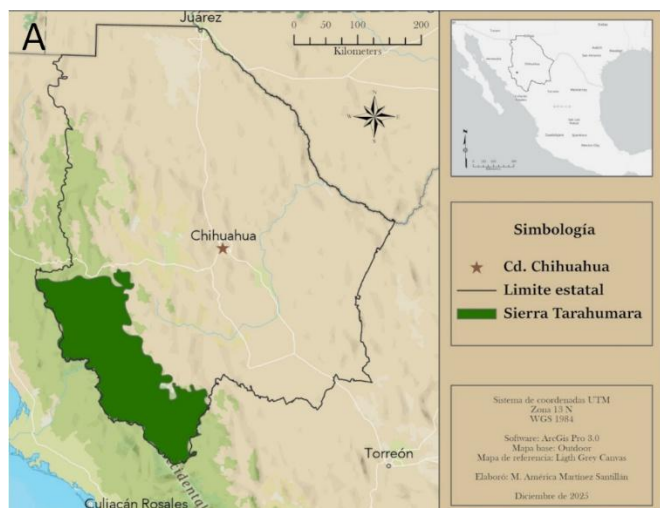 A
Juárez
0 50 100 200
Kilometers
Chihuahua
Torreón
Culiacán Rosales
Simbología
Cd. Chihuahua
Limite estatal
Sierra Tarahumara
Sistema de coordenadas UTM
Zona 13 N
WGS 1984
Software: ArcGis Pro 3.0
Mapa base: Outdoor
Mapa de referencia: Ligth Grey Canvas
Elaboró: M. América Martínez Santillán
Diciembre de 2025